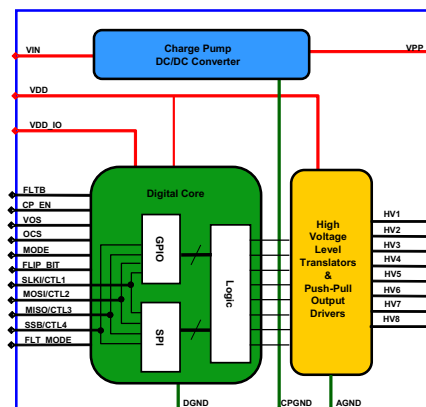 Charge Pump
DC/DC Converter
VIN
VPP
VDD
VDD_IO
FLTB
CP_EN
VOS
OCS
MODE
FLIP_BIT
SLKI/CTL1
MOSI/CTL2
MISO/CTL3
SSB/CTL4
FLT_MODE
Digital Core
GPIO
SPI
Logic
High
Voltage
Level
Translators
&
Push-Pull
Output
Drivers
HV1
HV2
HV3
HV4
HV5
HV6
HV7
HV8
DGND
CPGND
AGND